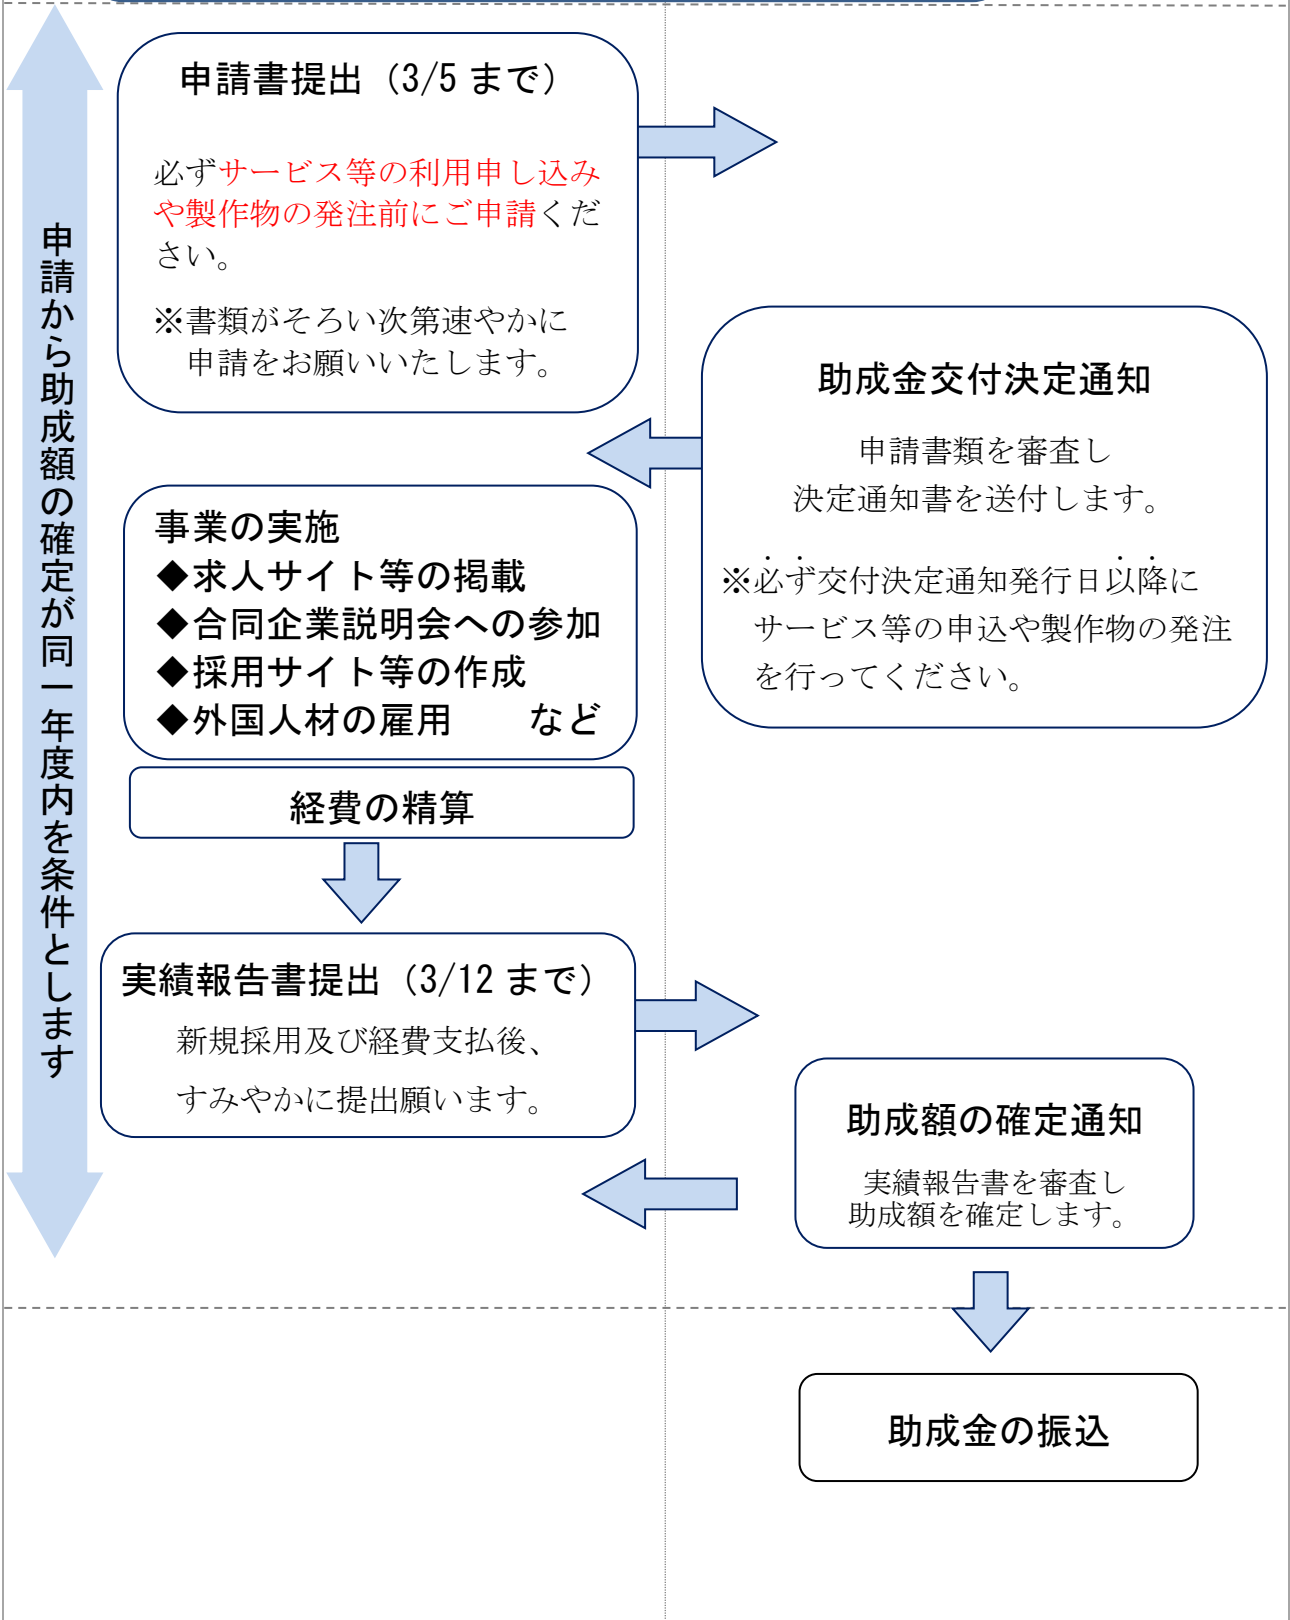 申請から助成額の確定が同一年度内を条件とします
申請書提出（3/5 まで）
必ずサービス等の利用申し込み
や製作物の発注前にご申請くだ
さい。
※書類がそろい次第速やかに
申請をお願いいたします。
助成金交付決定通知
申請書類を審査し
決定通知書を送付します。
※必ず交付決定通知発行日以降に
サービス等の申込や製作物の発注
を行ってください。
事業の実施
◆求人サイト等の掲載
◆合同企業説明会への参加
◆採用サイト等の作成
◆外国人材の雇用　　など
経費の精算
実績報告書提出（3/12 まで）
新規採用及び経費支払後、
すみやかに提出願います。
助成額の確定通知
実績報告書を審査し
助成額を確定します。
助成金の振込